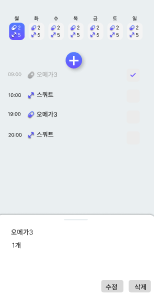 월 화 수 목 금 토 일
2 2 2 2 2 2 2
5 5 5 5 5 5 5
09:00 오메가3
10:00 스쿼트
19:00 오메가3
20:00 스쿼트
오메가3
1개
수정 삭제